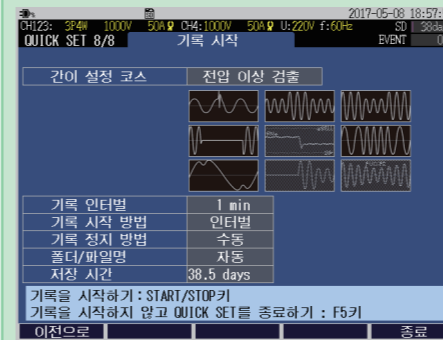 2017-05-08 18:57:
CH123: 3P4W 1000V 50A CH4:1000V 50A U:220V f:60Hz SD 38da
QUICK SET 8/8 기록 시작 EVENT 0
간이 설정 코스 전압 이상 검출
기록 인터벌 1 min
기록 시작 방법 인터벌
기록 정지 방법 수동
폴더/파일명 자동
저장 시간 38.5 days
기록을 시작하기 : START/STOP키
기록을 시작하지 않고 QUICK SET를 종료하기 : F5키
이전으로 종료